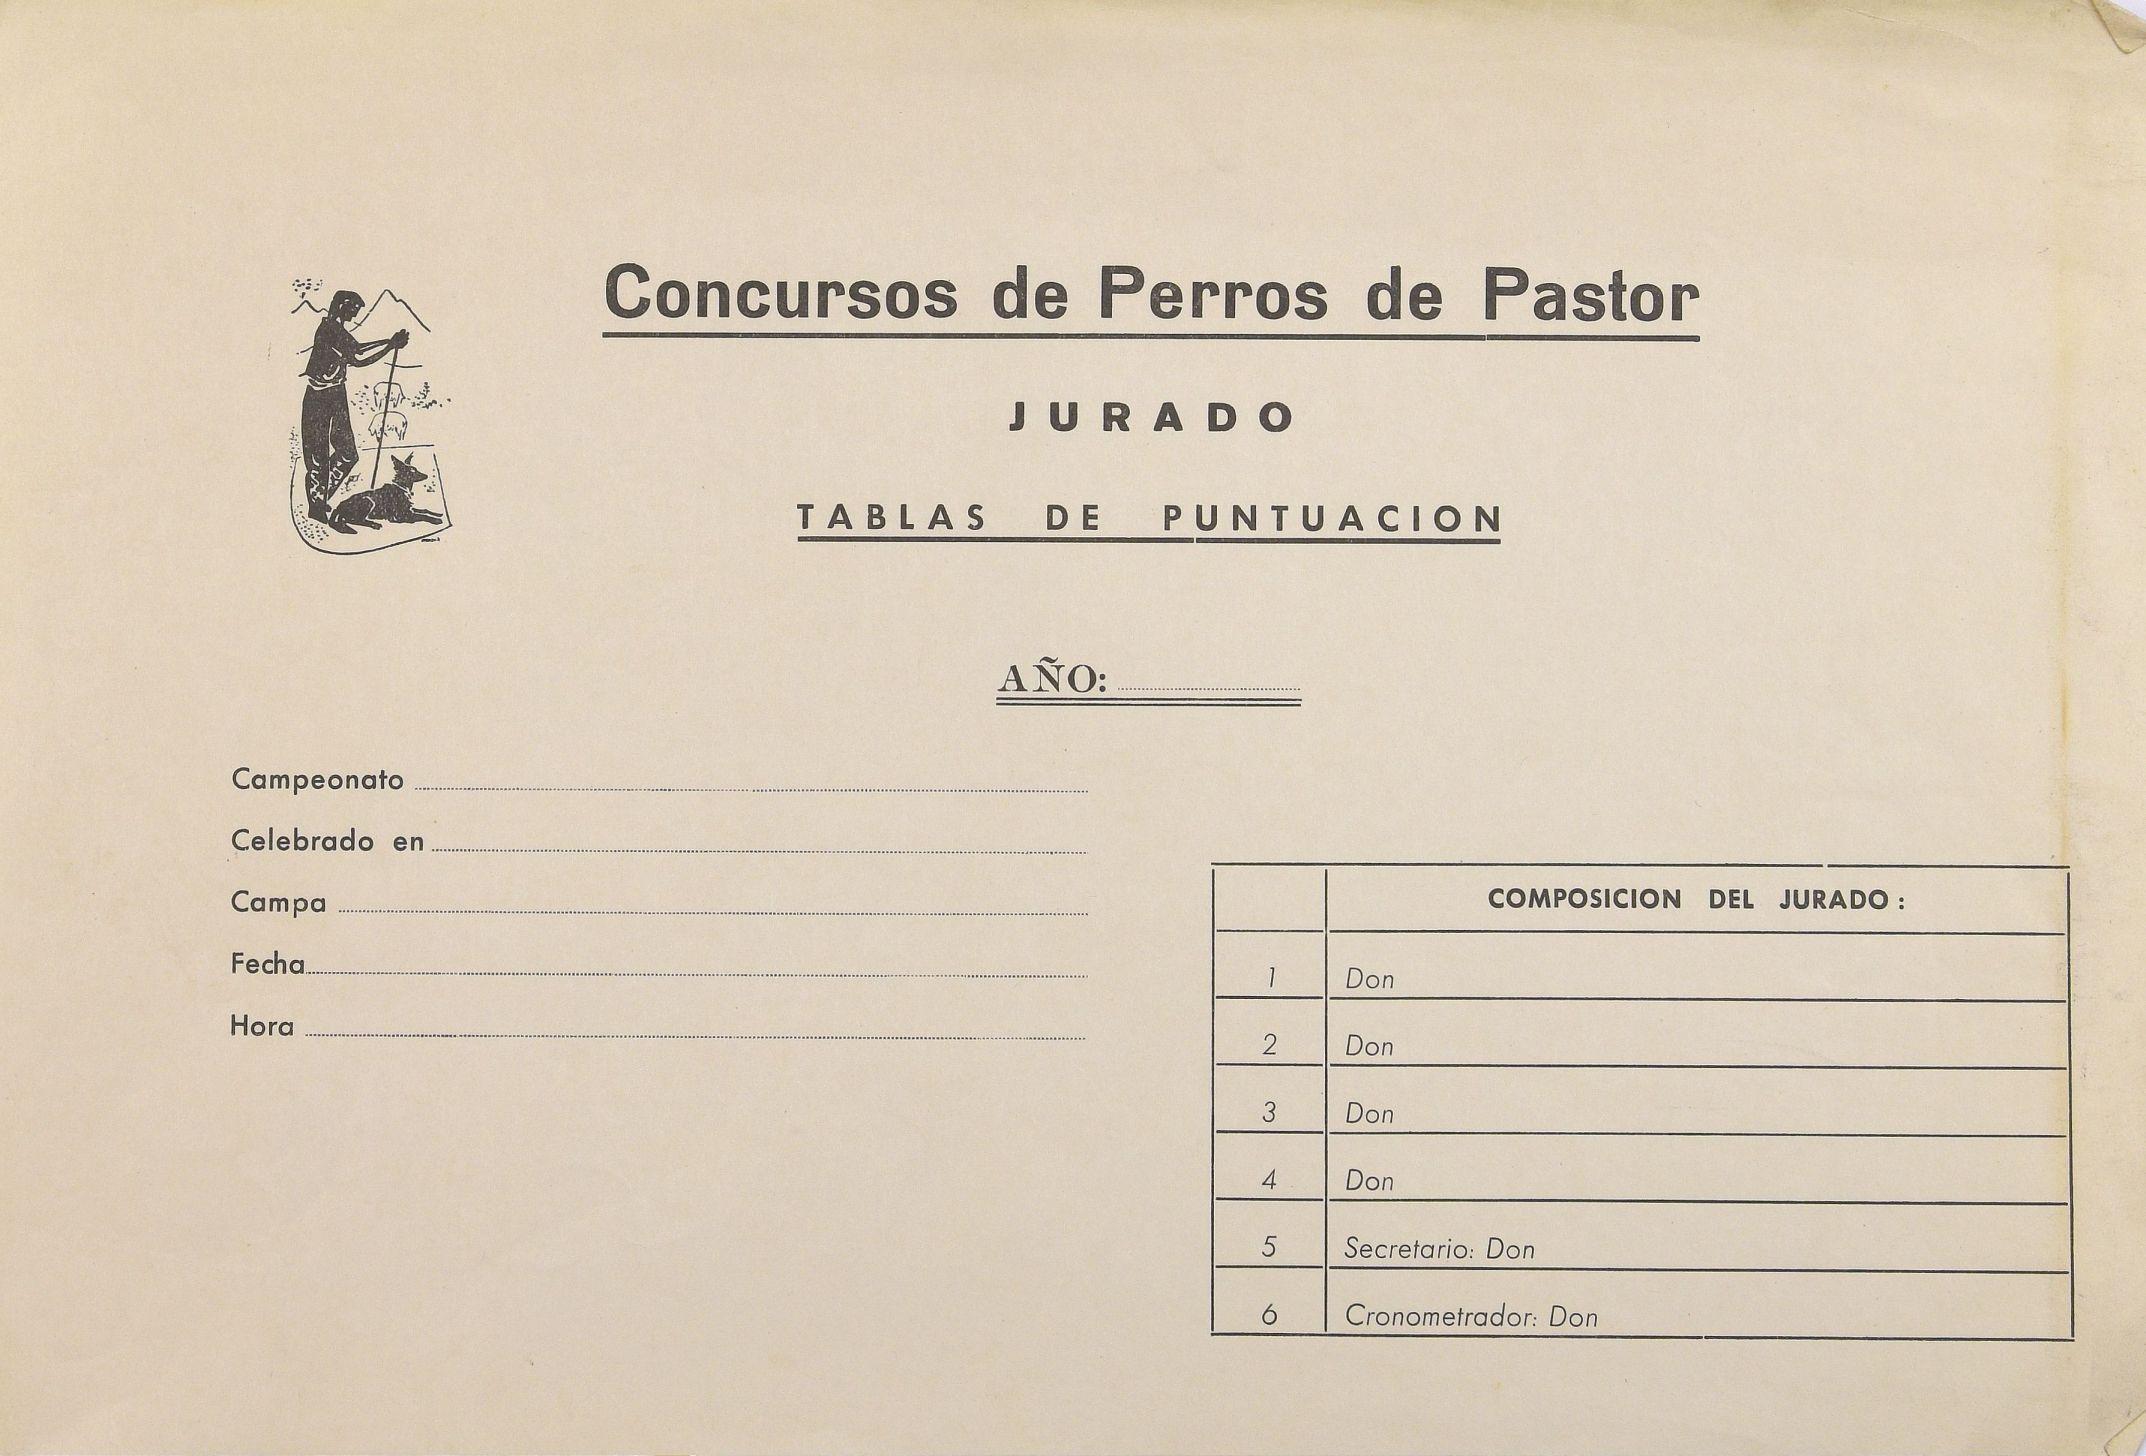 Concursos de Perros de Pastor
JURADO
TABLAS DE PUNTUACION
AÑO:
Campeonato
Celebrado en
Campa
Fecha
Hora
COMPOSICION DEL JURADO:
1 Don
2 Don
3 Don
4 Don
5 Secretario: Don
6 Cronometrador: Don